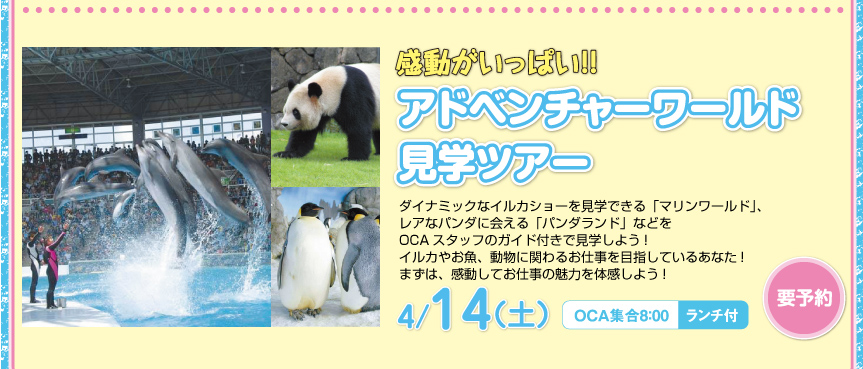 感動がいっぱい!!
アドベンチャーワールド
見学ツアー
ダイナミックなイルカショーを見学できる「マリンワールド」、
レアなパンダに会える「パンダランド」などを
OCAスタッフのガイド付きで見学しよう！
イルカやお魚、動物に関わるお仕事を目指しているあなた！
まずは、感動してお仕事の魅力を体感しよう！
4/14(土) OCA集合8:00 ランチ付
要予約